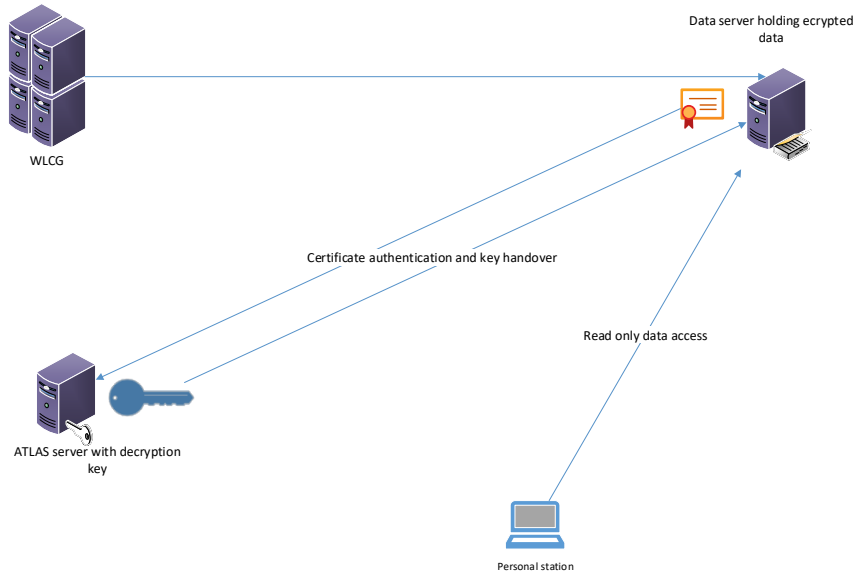 Data server holding ecrypted
data
WLCG
Certificate authentication and key handover
Read only data access
ATLAS server with decryption
key
Personal station